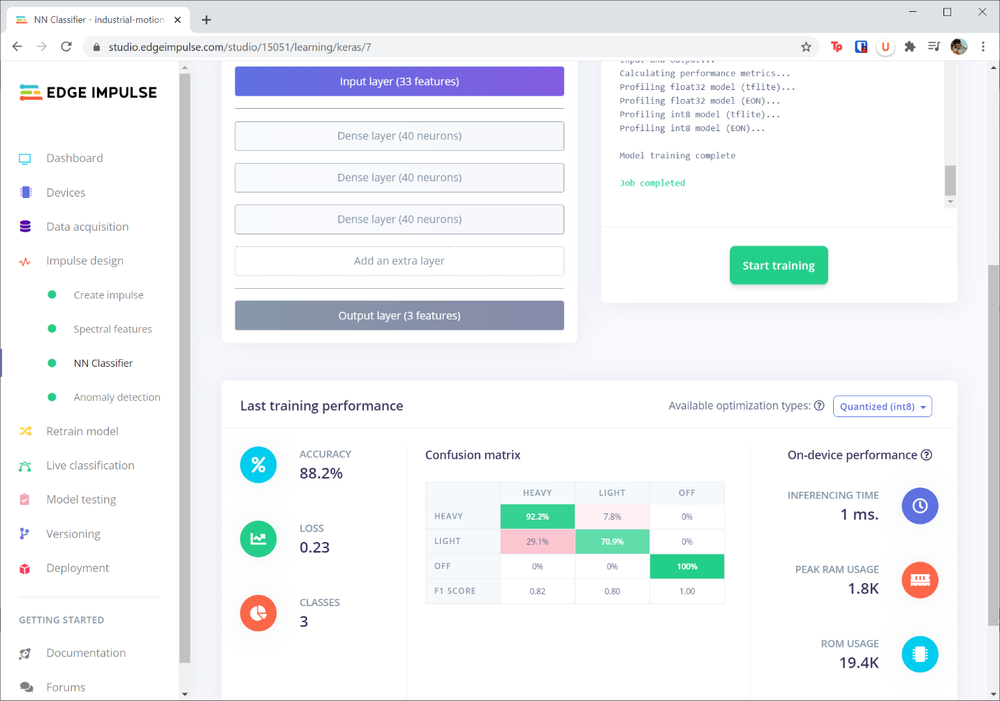 NN Classifier - industrial-motion-
studio.edgeimpulse.com/studio/15051/learning/keras/7
EDGE IMPULSE
Dashboard
Devices
Data acquisition
Impulse design
Create impulse
Spectral features
NN Classifier
Anomaly detection
Retrain model
Live classification
Model testing
Versioning
Deployment
GETTING STARTED
Documentation
Forums
Input layer (33 features)
Dense layer (40 neurons)
Dense layer (40 neurons)
Dense layer (40 neurons)
Add an extra layer
Output layer (3 features)
input and output...
Calculating performance metrics...
Profiling float32 model (tflite)...
Profiling float32 model (EON)...
Profiling int8 model (tflite)...
Profiling int8 model (EON)...
Model training complete
Job completed
Start training
Last training performance
Available optimization types: ? Quantized (int8)
% ACCURACY
88.2%
LOSS
0.23
CLASSES
3
Confusion matrix
HEAVY LIGHT OFF
HEAVY 92.2% 7.8% 0%
LIGHT 29.1% 70.9% 0%
OFF 0% 0% 100%
F1 SCORE 0.82 0.80 1.00
On-device performance ?
INFERENCING TIME
1 ms.
PEAK RAM USAGE
1.8K
ROM USAGE
19.4K